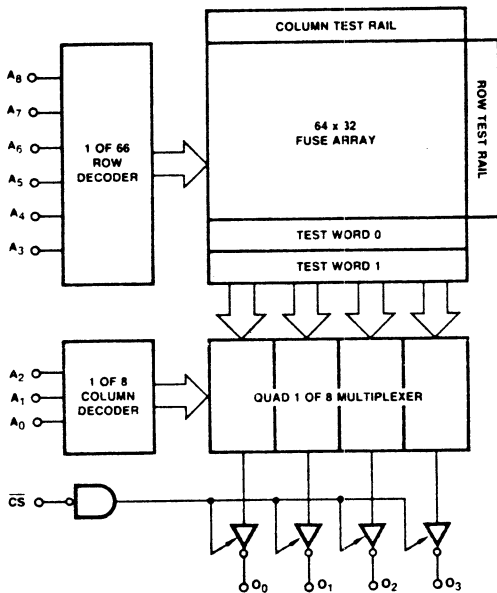 COLUMN TEST RAIL
A8
A7
A6
A5
A4
A3
1 OF 66
ROW
DECODER
64 x 32
FUSE ARRAY
ROW TEST RAIL
TEST WORD 0
TEST WORD 1
A2
A1
A0
1 OF 8
COLUMN
DECODER
QUAD 1 OF 8 MULTIPLEXER
C̅S̅
O0
O1
O2
O3